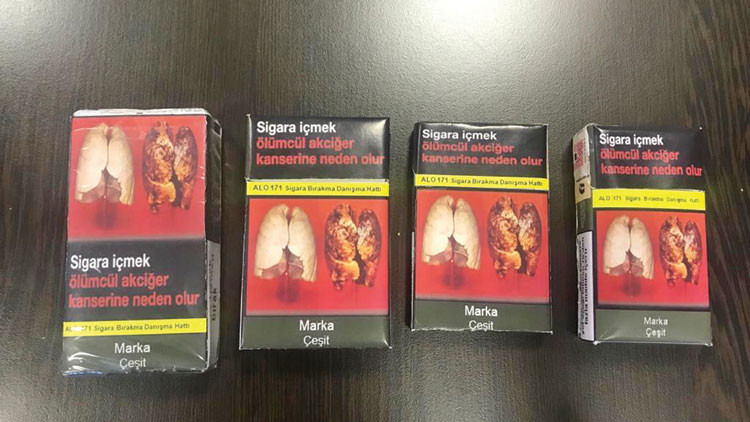 Sigara içmek
ölümcül akciğer
kanserine neden olur
ALO 171 Sigara Bırakma Danışma Hattı
Marka
Çeşit
Sigara içmek
ölümcül akciğer
kanserine neden olur
ALO 171 Sigara Bırakma Danışma Hattı
Marka
Çeşit
Sigara içmek
ölümcül akciğer
kanserine neden olur
ALO 171 Sigara Bırakma Danışma Hattı
Marka
Çeşit
Sigara içmek
ölümcül akciğer
kanserine neden olur
ALO 171 Sigara Bırakma Danışma Hattı
Marka
Çeşit